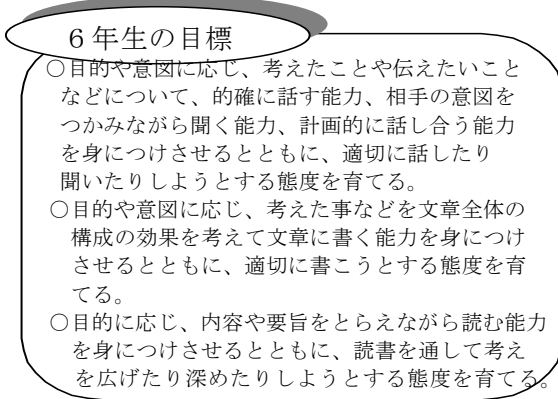 ６年生の目標
○目的や意図に応じ、考えたことや伝えたいこと
などについて、的確に話す能力、相手の意図を
つかみながら聞く能力、計画的に話し合う能力
を身につけさせるとともに、適切に話したり
聞いたりしようとする態度を育てる。
○目的や意図に応じ、考えた事などを文章全体の
構成の効果を考えて文章に書く能力を身につけ
させるとともに、適切に書こうとする態度を育
てる。
○目的に応じ、内容や要旨をとらえながら読む能力
を身につけさせるとともに、読書を通して考え
を広げたり深めたりしようとする態度を育てる。